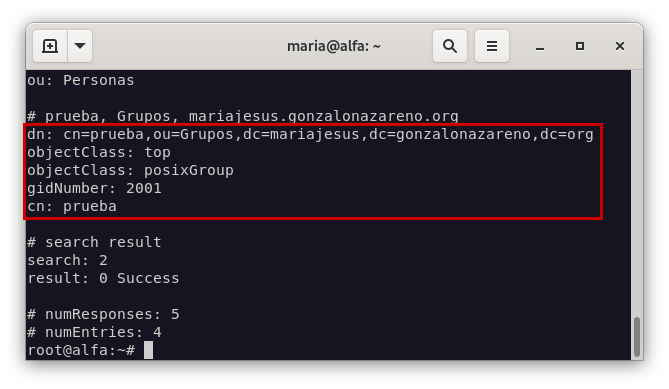 maria@alfa: ~
ou: Personas
# prueba, Grupos, mariajesus.gonzalonazareno.org
dn: cn=prueba,ou=Grupos,dc=mariajesus,dc=gonzalonazareno,dc=org
objectClass: top
objectClass: posixGroup
gidNumber: 2001
cn: prueba
# search result
search: 2
result: 0 Success
# numResponses: 5
# numEntries: 4
root@alfa:~#